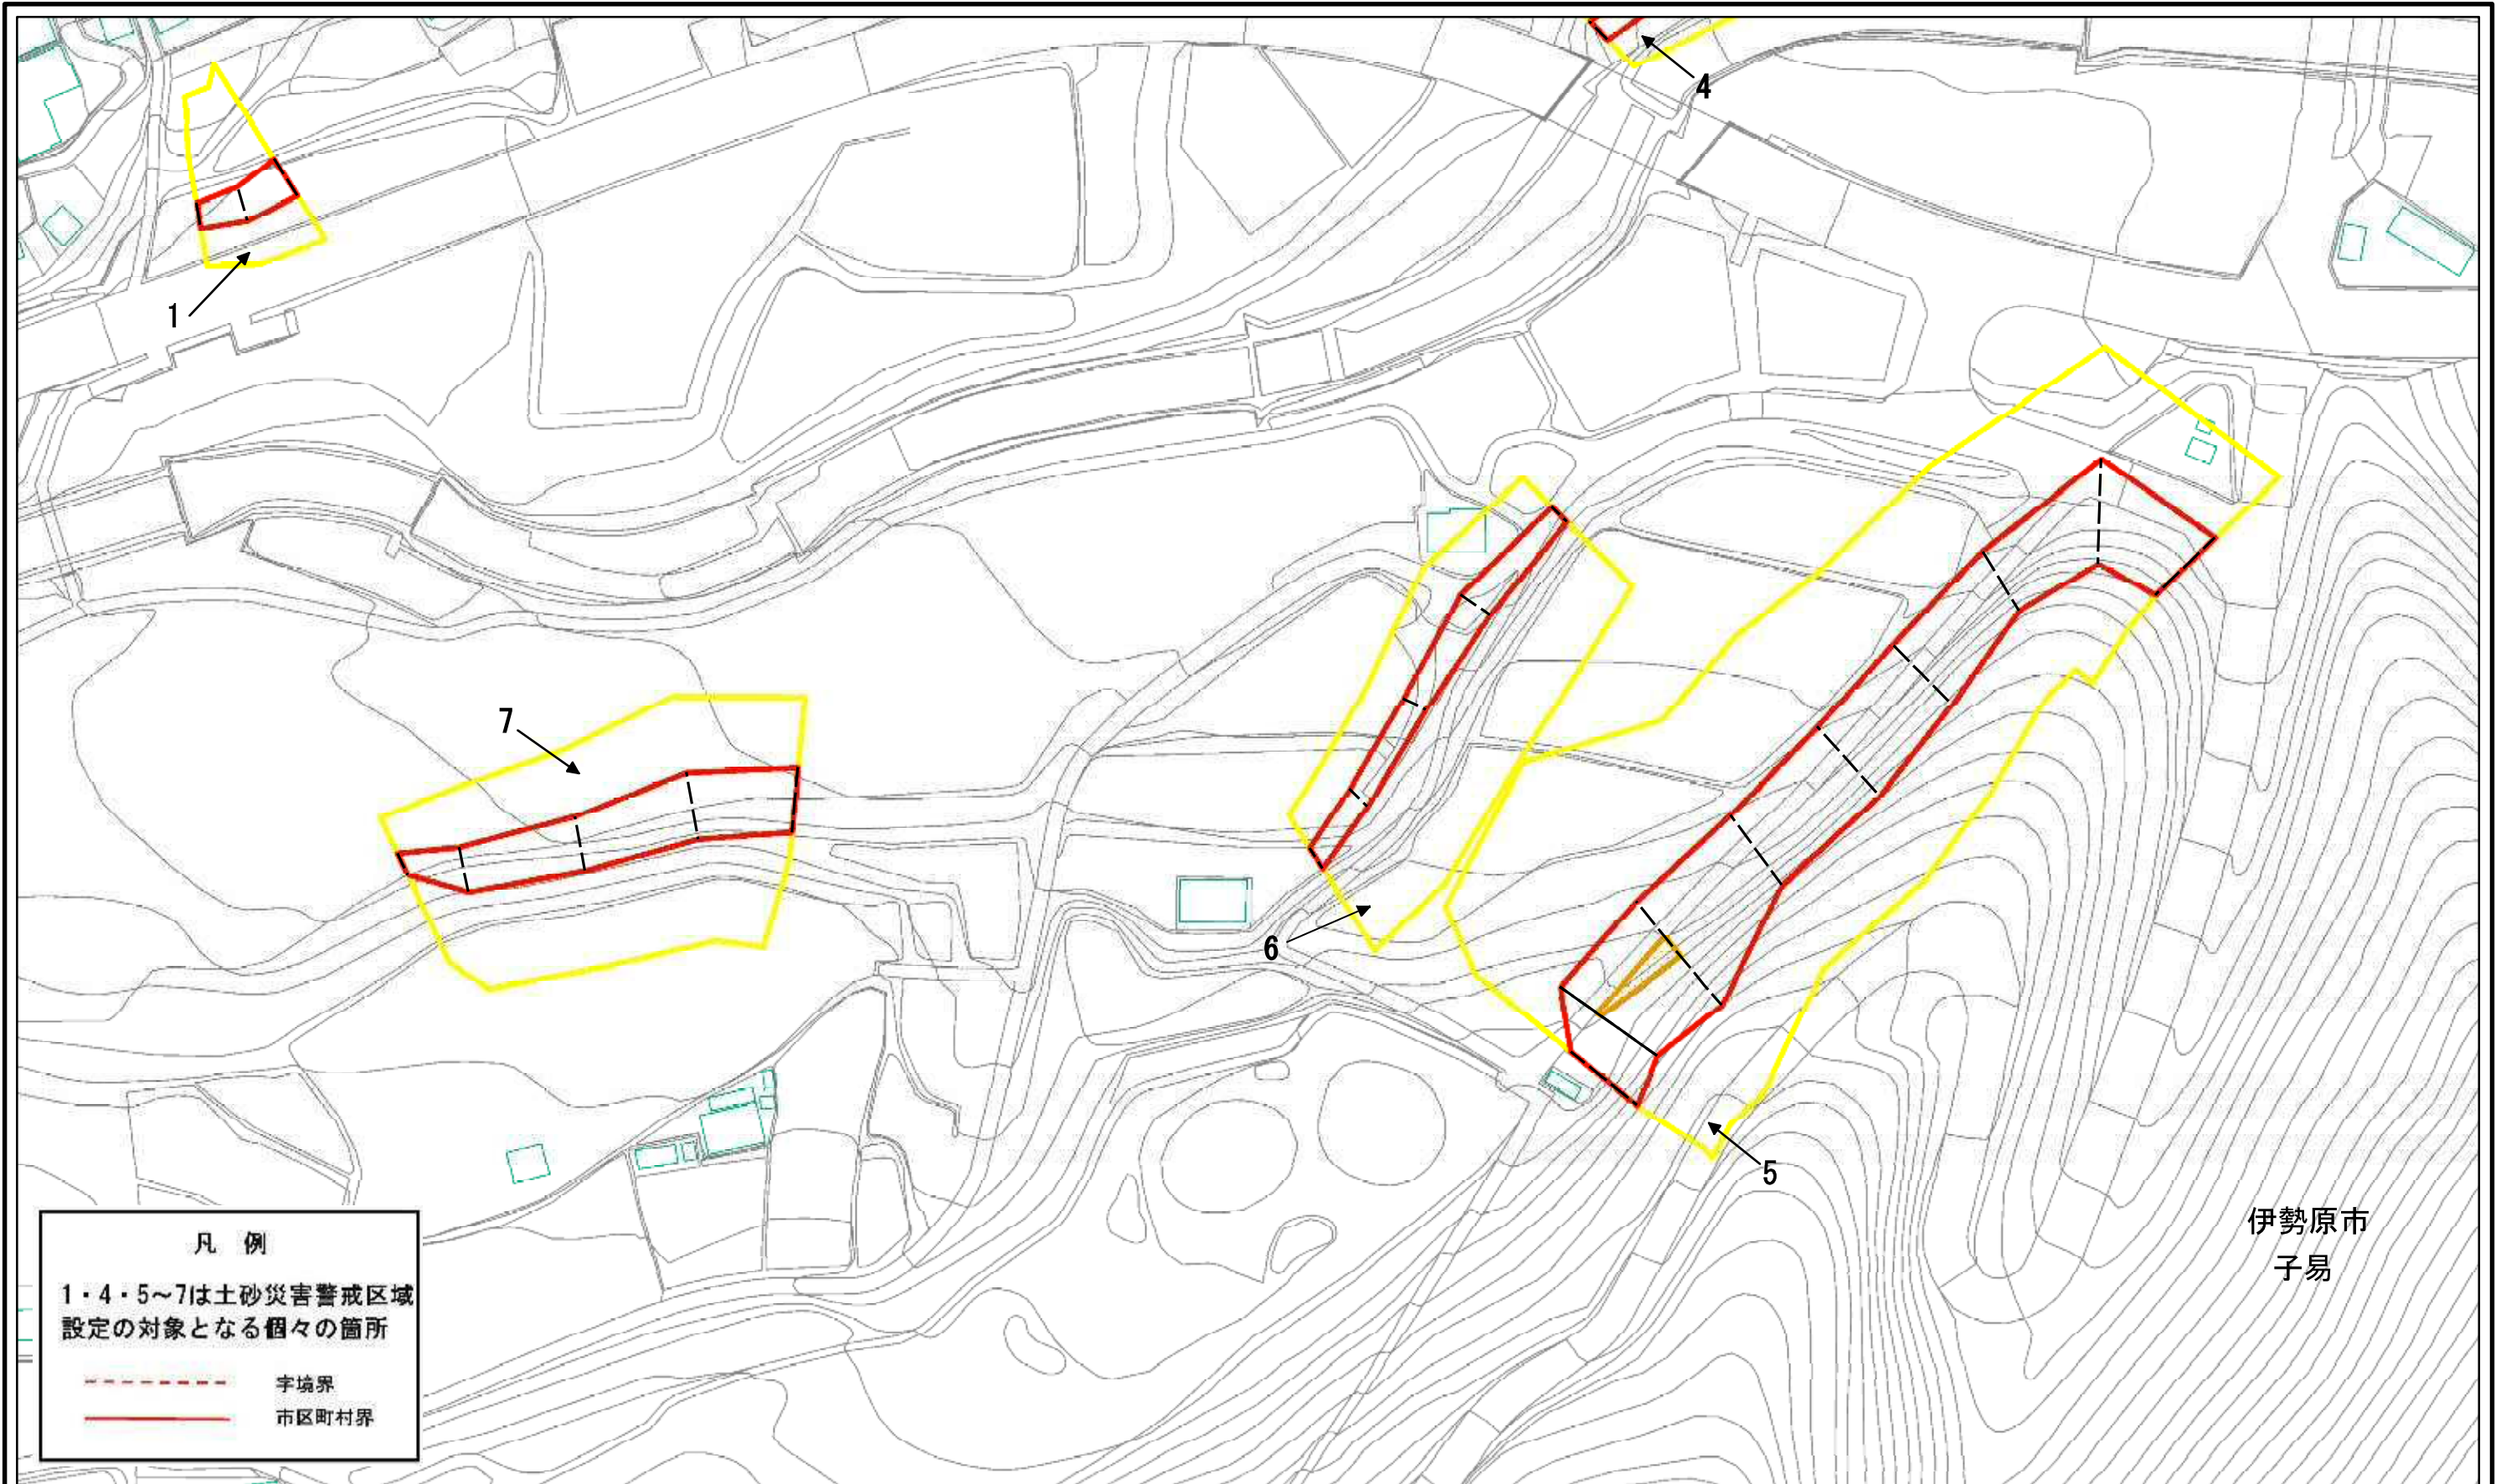 4
1
7
6
5
伊勢原市
子易
凡 例
1・4・5～7は土砂災害警戒区域
設定の対象となる個々の箇所
字境界
市区町村界